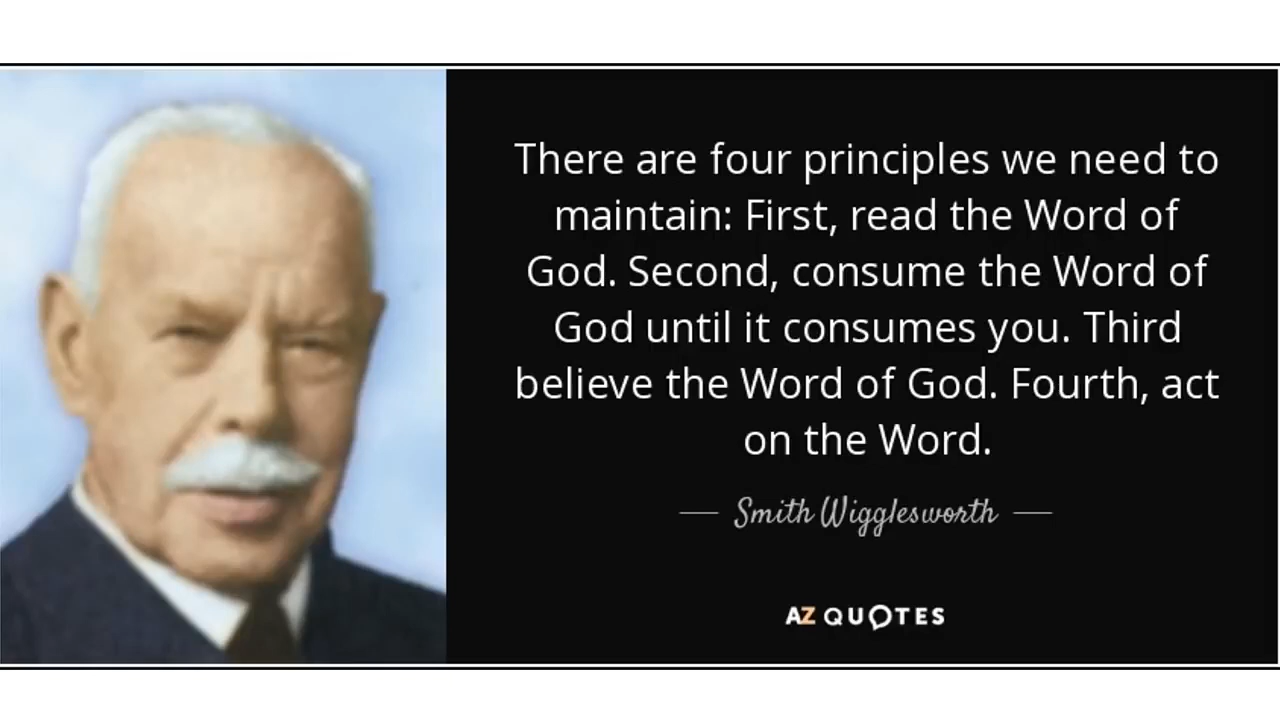 There are four principles we need to
maintain: First, read the Word of
God. Second, consume the Word of
God until it consumes you. Third
believe the Word of God. Fourth, act
on the Word.
Smith Wigglesworth
AZ QUOTES